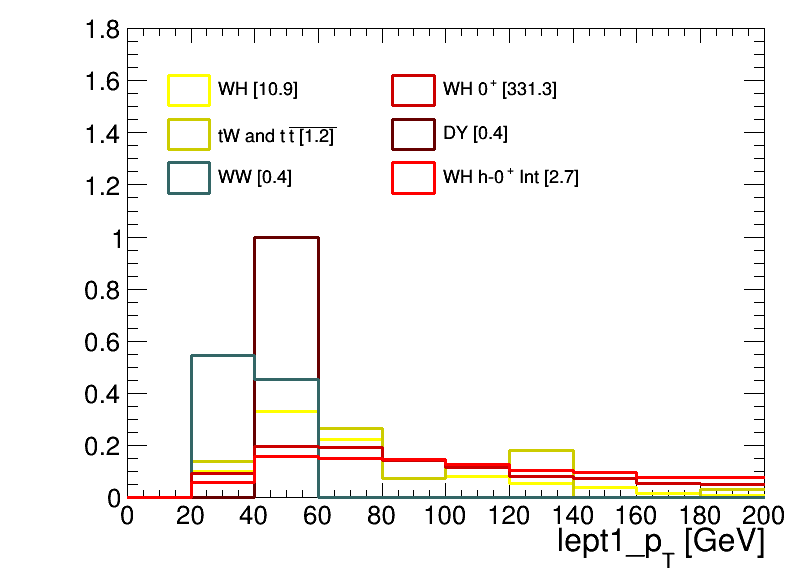 1.8
1.6
1.4
1.2
1
0.8
0.6
0.4
0.2
0
WH [10.9]
WH 0⁺ [331.3]
tW and t t̅ [1.2]
DY [0.4]
WW [0.4]
WH h-0⁺ Int [2.7]
0 20 40 60 80 100 120 140 160 180 200
lept1_p_T [GeV]